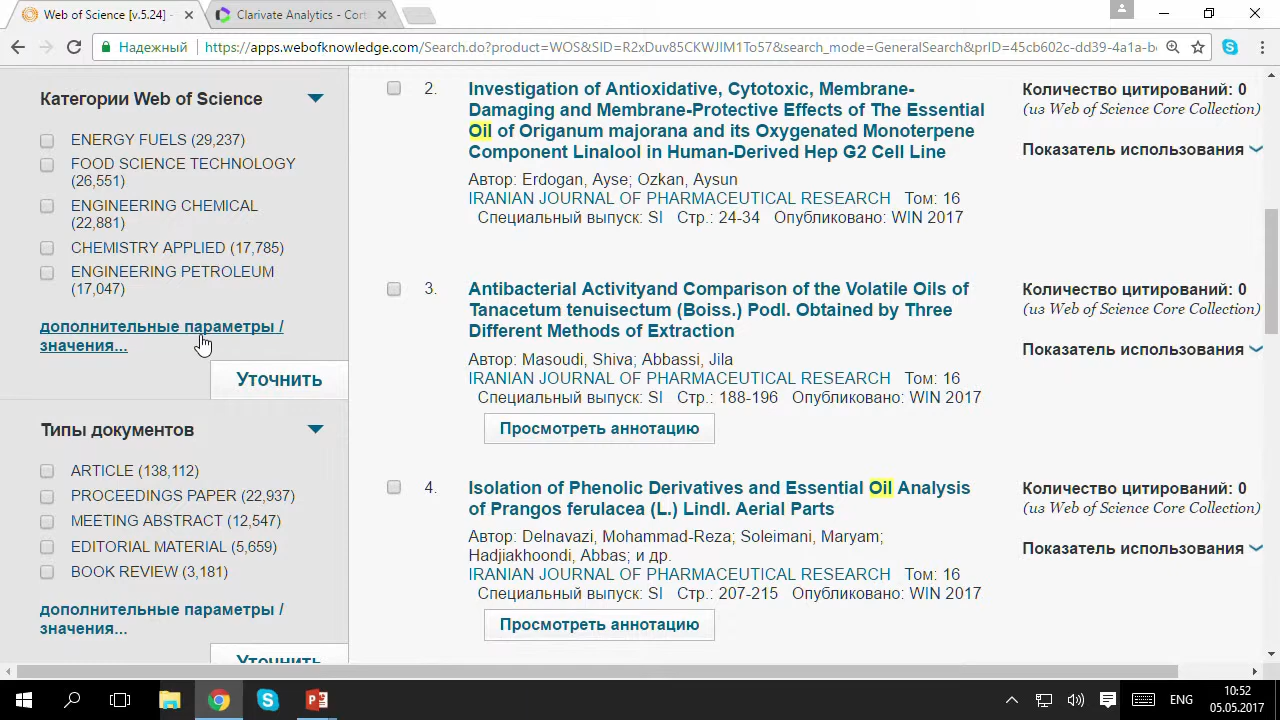 Web of Science [v.5.24] -
Clarivate Analytics - Cort
Надежный
https://apps.webofknowledge.com/Search.do?product=WOS&SID=R2xDuv85CKWJIM1To57&search_mode=GeneralSearch&prID=45cb602c-dd39-4a1a-b
Категории Web of Science
ENERGY FUELS (29,237)
FOOD SCIENCE TECHNOLOGY
(26,551)
ENGINEERING CHEMICAL
(22,881)
CHEMISTRY APPLIED (17,785)
ENGINEERING PETROLEUM
(17,047)
дополнительные параметры /
значения...
Уточнить
Типы документов
ARTICLE (138,112)
PROCEEDINGS PAPER (22,937)
MEETING ABSTRACT (12,547)
EDITORIAL MATERIAL (5,659)
BOOK REVIEW (3,181)
дополнительные параметры /
значения...
Уточнить
2.
Investigation of Antioxidative, Cytotoxic, Membrane-
Damaging and Membrane-Protective Effects of The Essential
Oil of Origanum majorana and its Oxygenated Monoterpene
Component Linalool in Human-Derived Hep G2 Cell Line
Автор: Erdogan, Ayse; Ozkan, Aysun
IRANIAN JOURNAL OF PHARMACEUTICAL RESEARCH Том: 16
Специальный выпуск: SI Стр.: 24-34 Опубликовано: WIN 2017
Количество цитирований: 0
(из Web of Science Core Collection)
Показатель использования
3.
Antibacterial Activityand Comparison of the Volatile Oils of
Tanacetum tenuisectum (Boiss.) Podl. Obtained by Three
Different Methods of Extraction
Автор: Masoudi, Shiva; Abbassi, Jila
IRANIAN JOURNAL OF PHARMACEUTICAL RESEARCH Том: 16
Специальный выпуск: SI Стр.: 188-196 Опубликовано: WIN 2017
Просмотреть аннотацию
Количество цитирований: 0
(из Web of Science Core Collection)
Показатель использования
4.
Isolation of Phenolic Derivatives and Essential Oil Analysis
of Prangos ferulacea (L.) Lindl. Aerial Parts
Автор: Delnavazi, Mohammad-Reza; Soleimani, Maryam;
Hadjiakhoondi, Abbas; и др.
IRANIAN JOURNAL OF PHARMACEUTICAL RESEARCH Том: 16
Специальный выпуск: SI Стр.: 207-215 Опубликовано: WIN 2017
Просмотреть аннотацию
Количество цитирований: 0
(из Web of Science Core Collection)
Показатель использования
ENG
10:52
05.05.2017